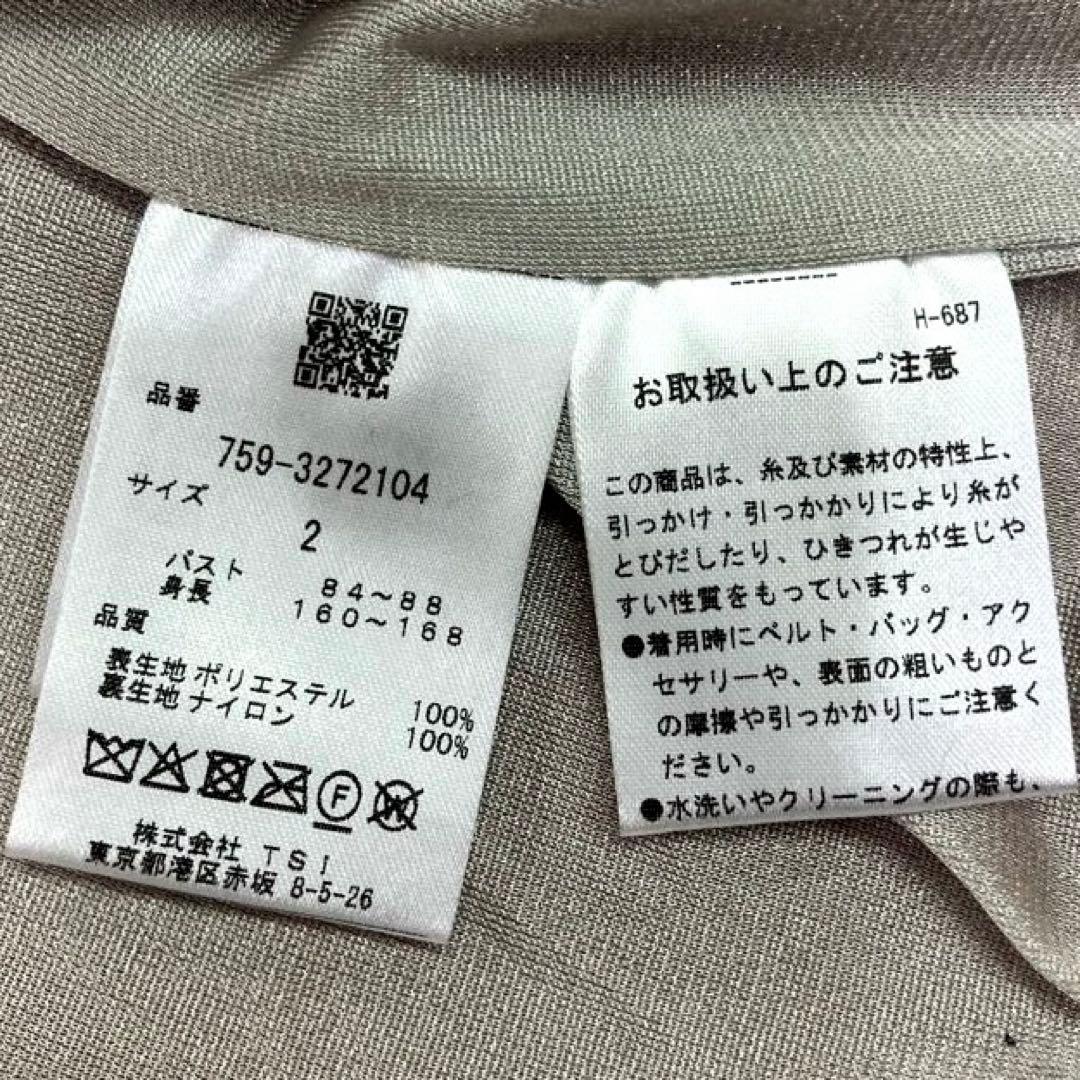 品番
759-3272104
サイズ
2
バスト 84～88
身長 160～168
品質
表生地 ポリエステル 100%
裏生地 ナイロン 100%
F
W
株式会社 TSI
東京都港区赤坂 8-5-26
H-687
お取扱い上のご注意
この商品は、糸及び素材の特性上、
引っかけ・引っかかりにより糸が
とびだしたり、ひきつれが生じや
すい性質をもっています。
●着用時にベルト・バッグ・アク
セサリーや、表面の粗いものと
の摩擦や引っかかりにご注意く
ださい。
●水洗いやクリーニングの際も、